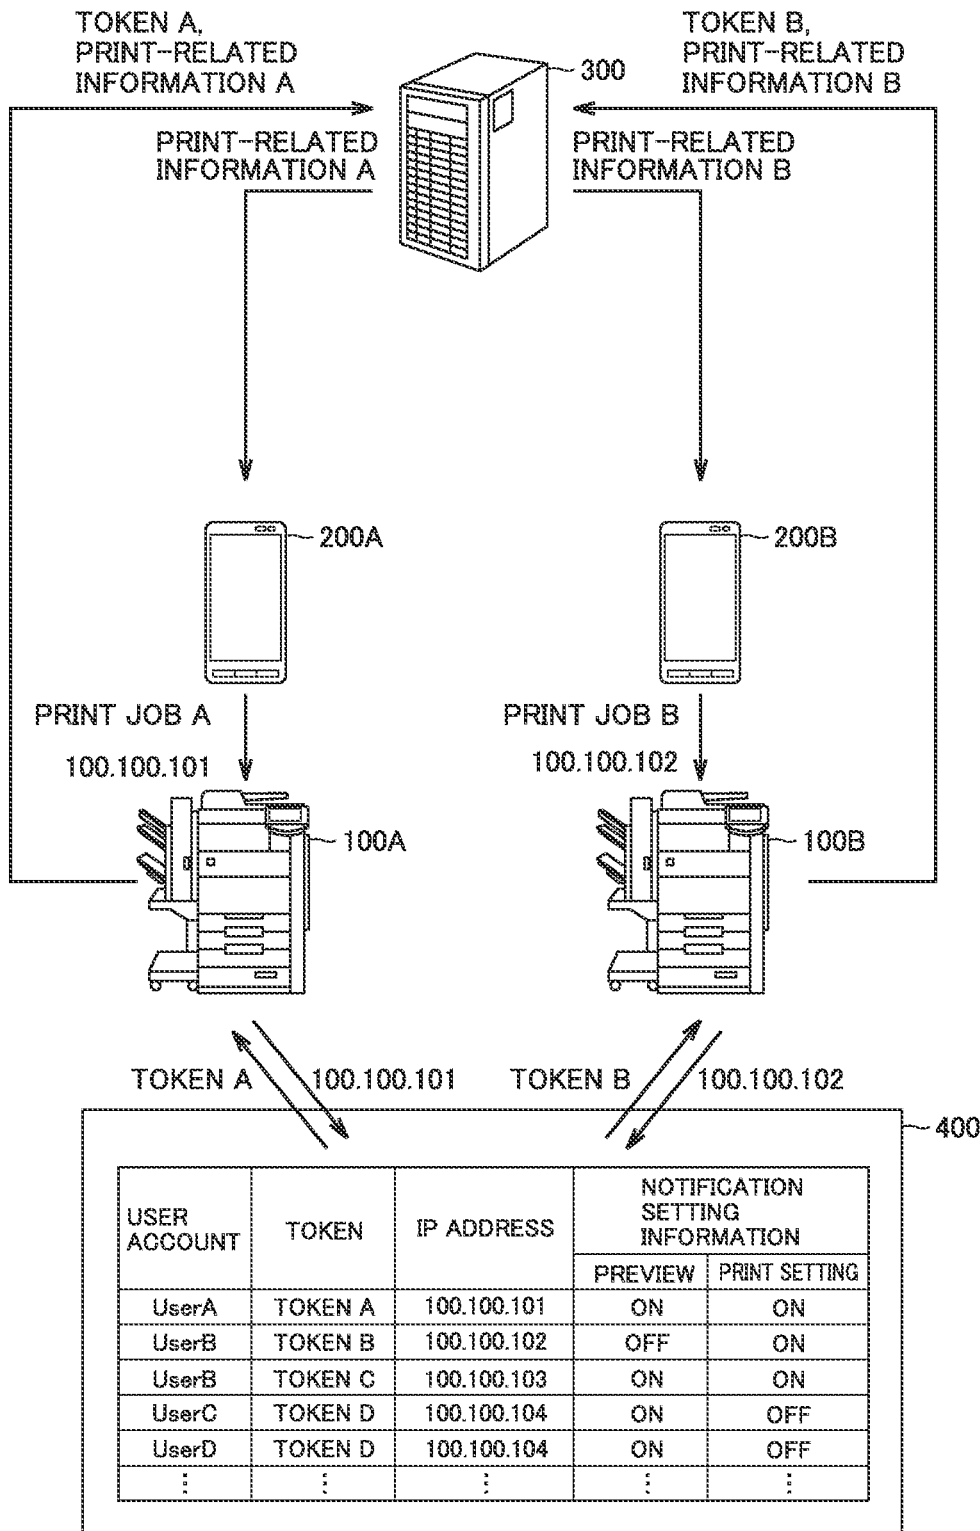 TOKEN A,
PRINT-RELATED
INFORMATION A
TOKEN B,
PRINT-RELATED
INFORMATION B
300
PRINT-RELATED
INFORMATION A
PRINT-RELATED
INFORMATION B
200A
200B
PRINT JOB A
PRINT JOB B
100.100.101
100.100.102
100A
100B
TOKEN A
100.100.101
TOKEN B
100.100.102
400
USER
ACCOUNT
TOKEN
IP ADDRESS
NOTIFICATION
SETTING
INFORMATION
PREVIEW PRINT SETTING
UserA TOKEN A 100.100.101 ON ON
UserB TOKEN B 100.100.102 OFF ON
UserB TOKEN C 100.100.103 ON ON
UserC TOKEN D 100.100.104 ON OFF
UserD TOKEN D 100.100.104 ON OFF
⋮ ⋮ ⋮ ⋮ ⋮